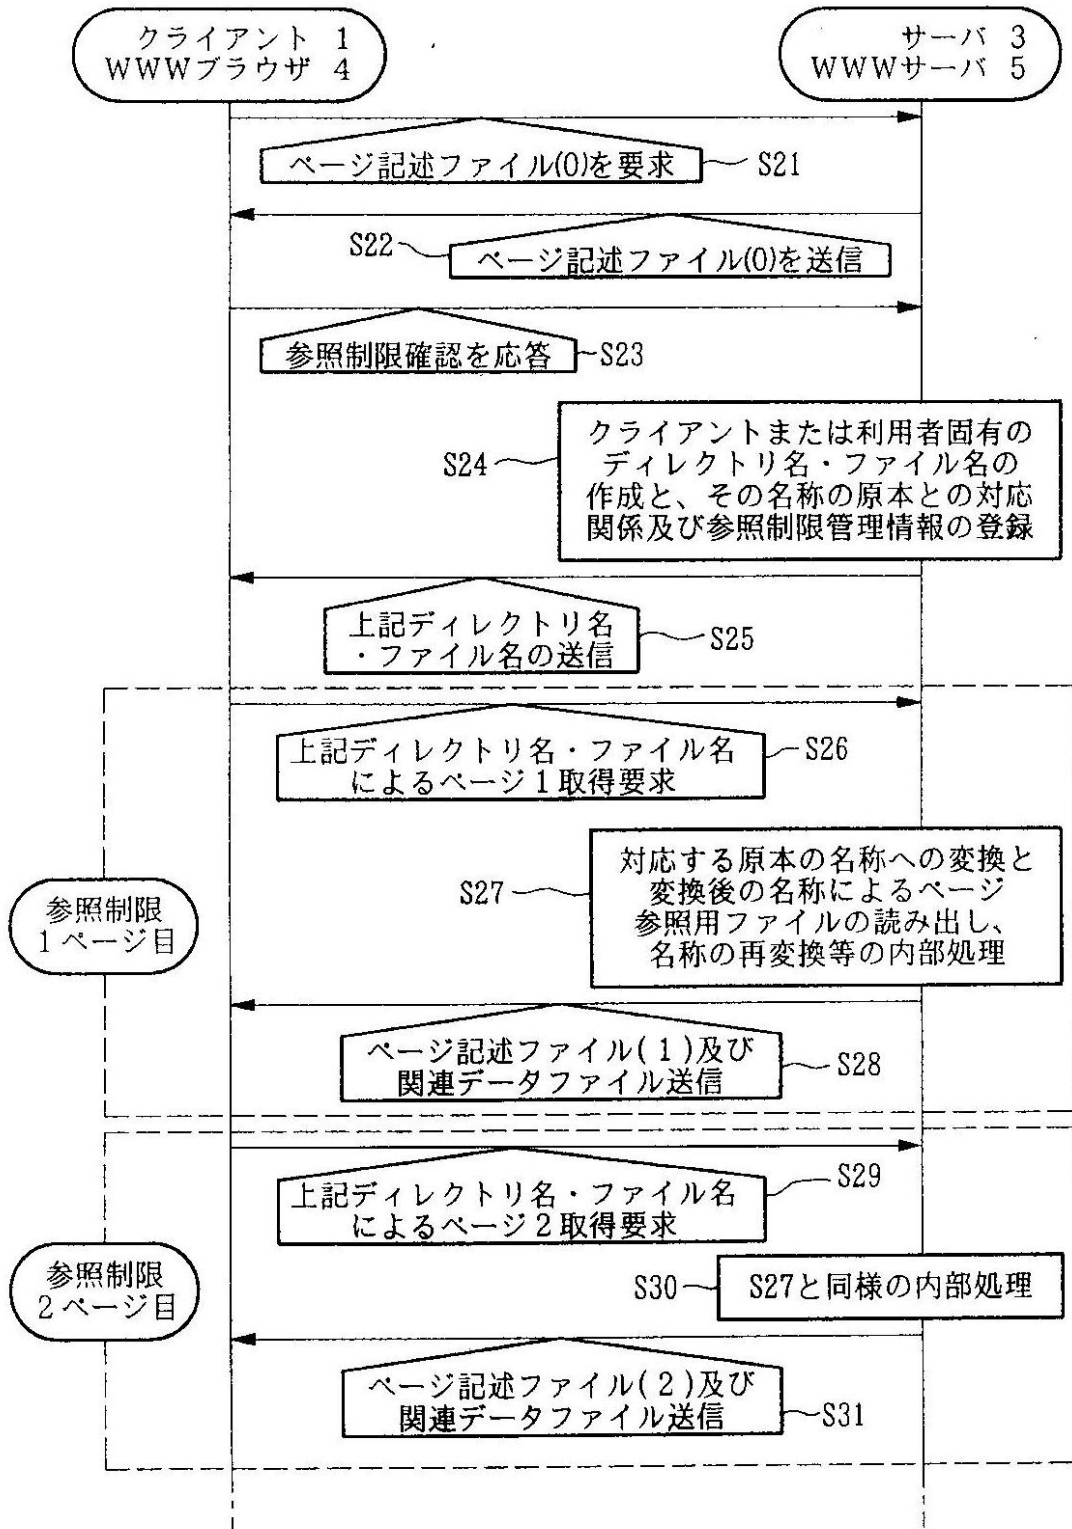 クライアント 1
WWWブラウザ 4
サーバ 3
WWWサーバ 5
ページ記述ファイル(0)を要求
S21
S22
ページ記述ファイル(0)を送信
参照制限確認を応答
S23
S24
クライアントまたは利用者固有の
ディレクトリ名・ファイル名の
作成と、その名称の原本との対応
関係及び参照制限管理情報の登録
上記ディレクトリ名
・ファイル名の送信
S25
上記ディレクトリ名・ファイル名
によるページ1取得要求
S26
参照制限
1ページ目
S27
対応する原本の名称への変換と
変換後の名称によるページ
参照用ファイルの読み出し、
名称の再変換等の内部処理
ページ記述ファイル(1)及び
関連データファイル送信
S28
上記ディレクトリ名・ファイル名
によるページ2取得要求
S29
参照制限
2ページ目
S30
S27と同様の内部処理
ページ記述ファイル(2)及び
関連データファイル送信
S31